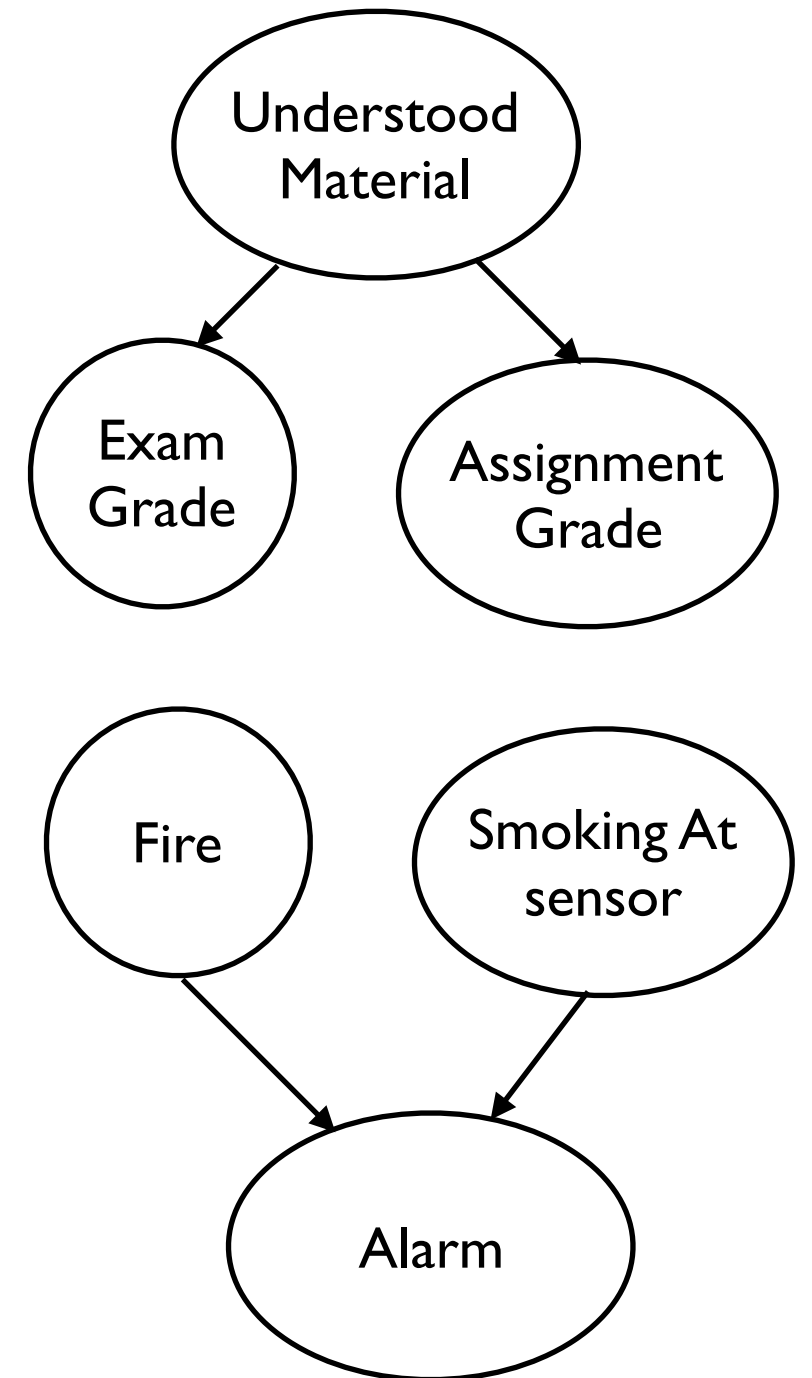 Understood
Material
Exam
Grade
Assignment
Grade
Fire
Smoking At
sensor
Alarm